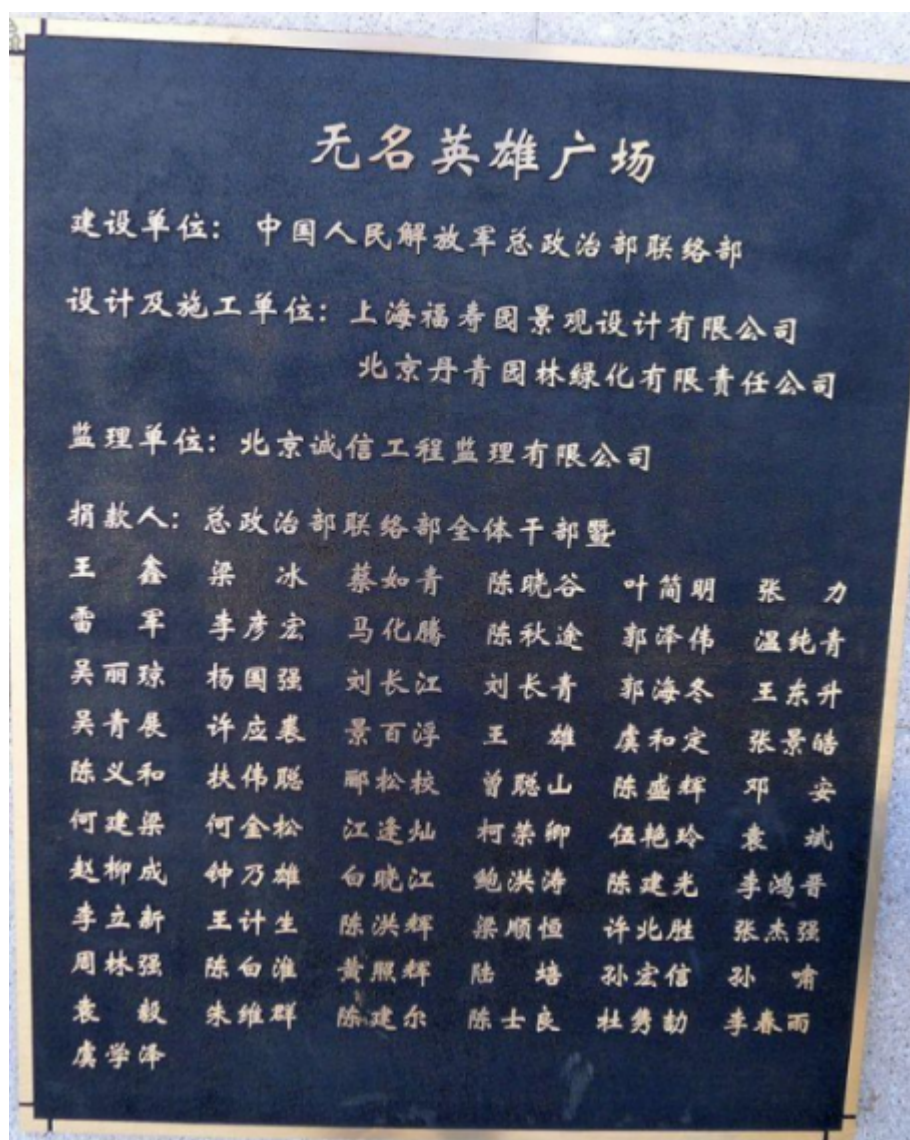 无名英雄广场
建设单位：中国人民解放军总政治部联络部
设计及施工单位：上海福寿园景观设计有限公司
北京丹青园林綠化有限责任公司
监理单位：北京诚信工程监理有限公司
捐款人：总政治部联络部全体干部暨
王鑫 梁冰 蔡如青 陈晓谷 叶简明 张力
雷军 李彦宏 马化腾 陈秋途 郭泽伟 温纯青
吴丽琼 杨国强 刘长江 刘长青 郭海冬 王东升
吴青展 许应裘 景百浮 王雄 虞和定 张景皓
陈义和 扶伟聪 郦松校 曾聪山 陈盛辉 邓安
何建梁 何金松 江逢灿 柯荣卿 伍艳玲 袁斌
赵柳成 钟乃雄 白晓江 鲍洪涛 陈建光 李鸿晋
李立新 王计生 陈洪辉 梁顺恒 许北胜 张杰强
周林强 陈白淮 黄照辉 陆培 孙宏信 孙啸
袁毅 朱维群 陈建尔 陈士良 杜隽劼 李春雨
虞学泽